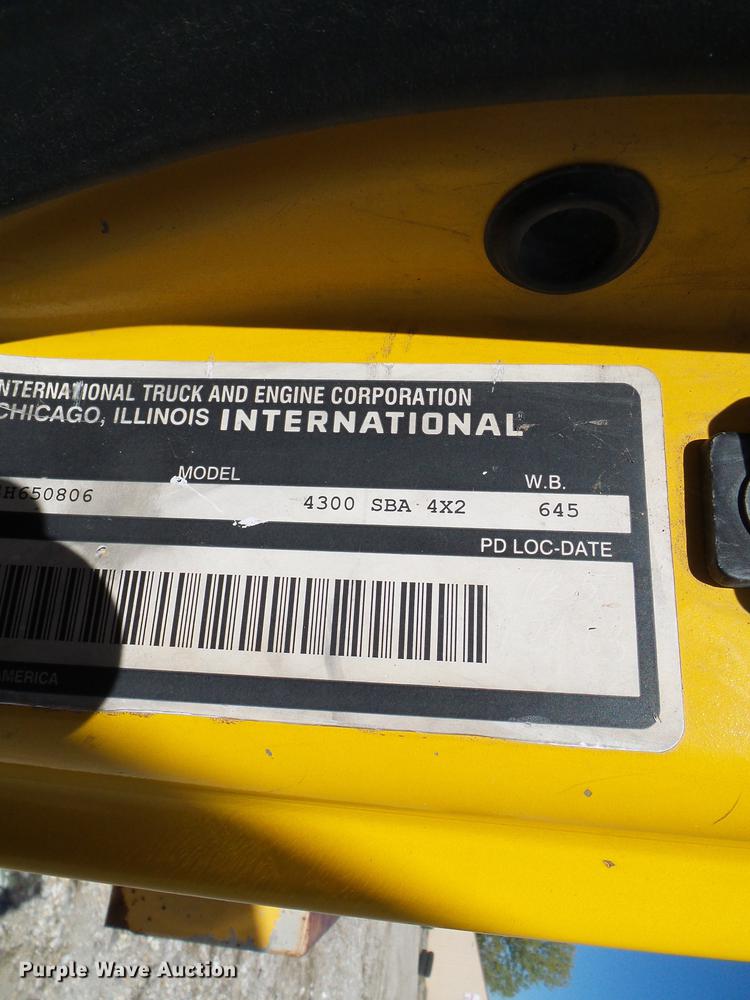 NTERNATIONAL TRUCK AND ENGINE CORPORATION
CHICAGO, ILLINOIS INTERNATIONAL
MODEL W.B.
H650806 4300 SBA 4X2 645
PD LOC-DATE
AMERICA
Purple Wave Auction